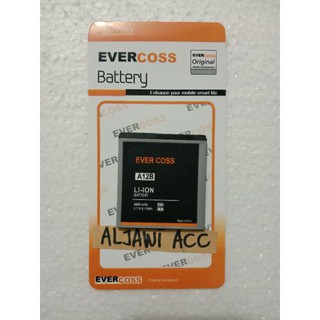 EVERCOSS
Battery
EVERCOSS
Original
Enhance your mobile smart life
EVER COSS
A12B
LI-ION
BATTERY
ALJAWI ACC
EVERCOSS